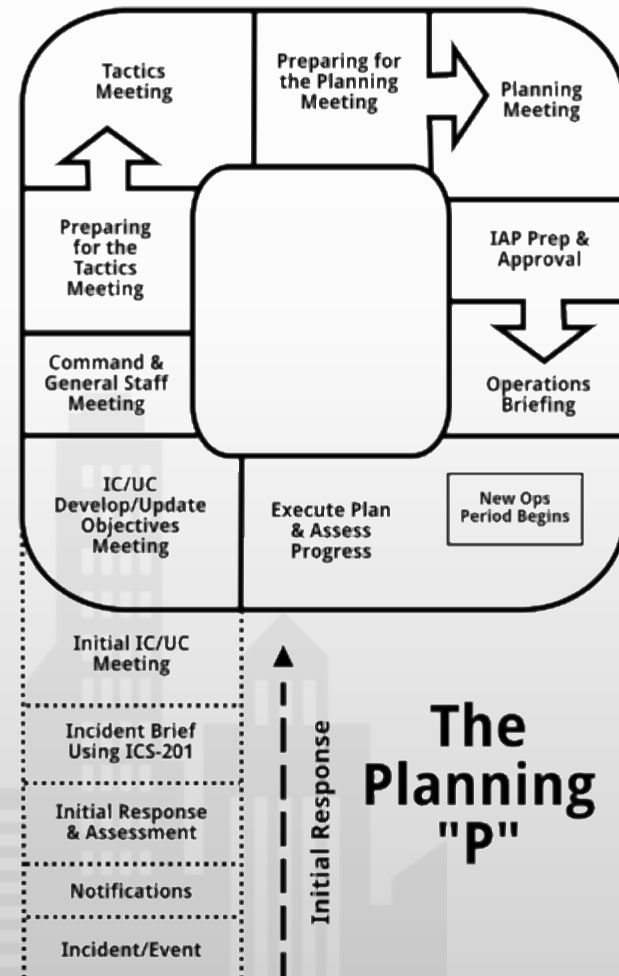 Tactics
Meeting
Preparing for
the Planning
Meeting
Planning
Meeting
Preparing
for the
Tactics
Meeting
IAP Prep &
Approval
Command &
General Staff
Meeting
Operations
Briefing
IC/UC
Develop/Update
Objectives
Meeting
Execute Plan
& Assess
Progress
New Ops
Period Begins
Initial IC/UC
Meeting
Incident Brief
Using ICS-201
Initial Response
& Assessment
Notifications
Incident/Event
Initial Response
The
Planning
"P"